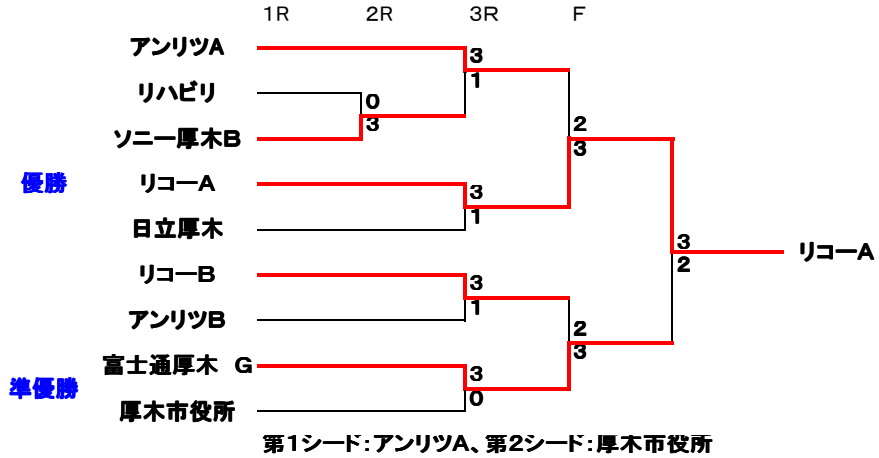 1R 2R 3R F
アンリツA
3
1
リハビリ
0
3
ソニー厚木B
2
3
優勝 リコーA
3
1
日立厚木
3
2
リコーA
リコーB
3
1
アンリツB
2
3
富士通厚木 G
3
0
準優勝
厚木市役所
第1シード:アンリツA、第2シード:厚木市役所